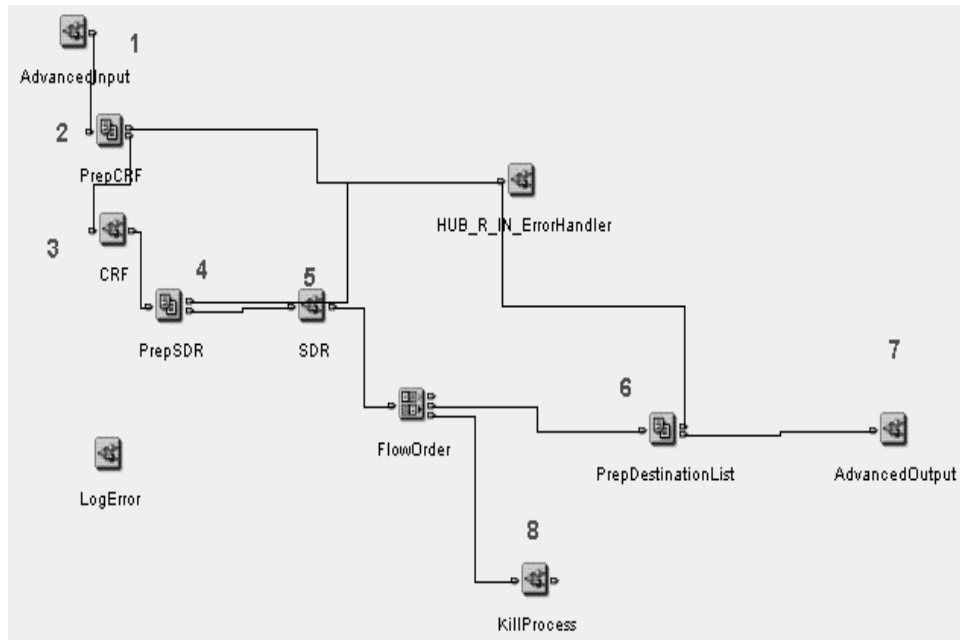 1
AdvancedInput
2
PrepCRF
HUB_R_IN_ErrorHandler
3
CRF
4
5
PrepSDR
SDR
6
7
FlowOrder
PrepDestinationList
AdvancedOutput
LogError
8
KillProcess